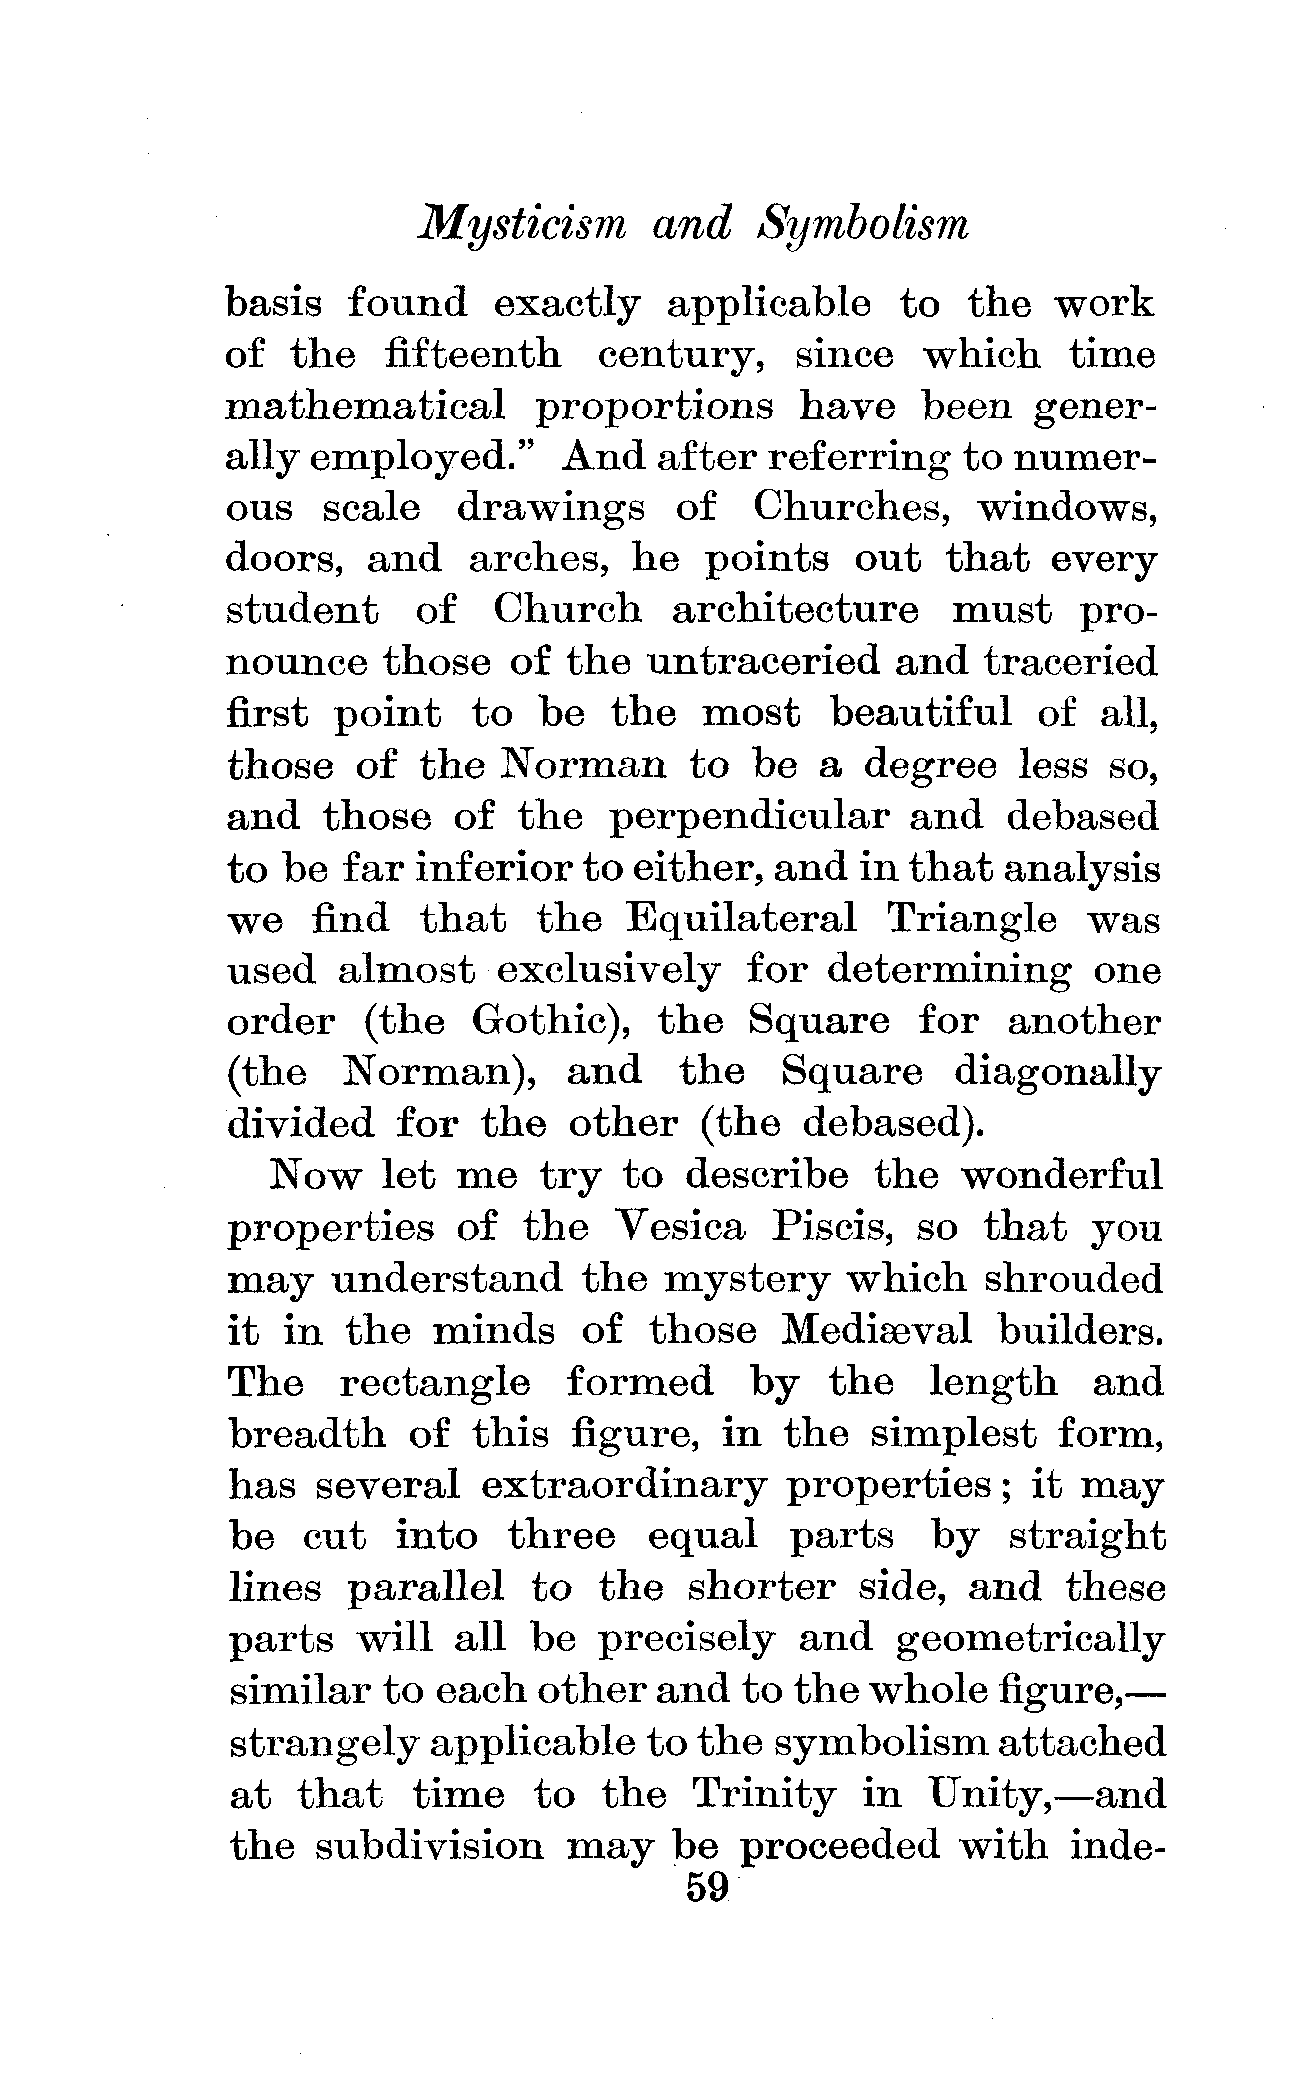 Mysticism and Symbolism
basis found exactly applicable to the work
of the fifteenth century, since which time
mathematical proportions have been gener-
ally employed.” And after referring to numer-
ous scale drawings of Churches, windows,
doors, and arches, he points out that every
student of Church architecture must pro-
nounce those of the untraceried and traceried
first point to be the most beautiful of all,
those of the Norman to be a degree less so,
and those of the perpendicular and debased
to be far inferior to either, and in that analysis
we find that the Equilateral Triangle was
used almost exclusively for determining one
order (the Gothic), the Square for another
(the Norman), and the Square diagonally
divided for the other (the debased).
Now let me try to describe the wonderful
properties of the Vesica Piscis, so that you
may understand the mystery which shrouded
it in the minds of those Mediæval builders.
The rectangle formed by the length and
breadth of this figure, in the simplest form,
has several extraordinary properties; it may
be cut into three equal parts by straight
lines parallel to the shorter side, and these
parts will all be precisely and geometrically
similar to each other and to the whole figure,—
strangely applicable to the symbolism attached
at that time to the Trinity in Unity,—and
the subdivision may be proceeded with inde-
59